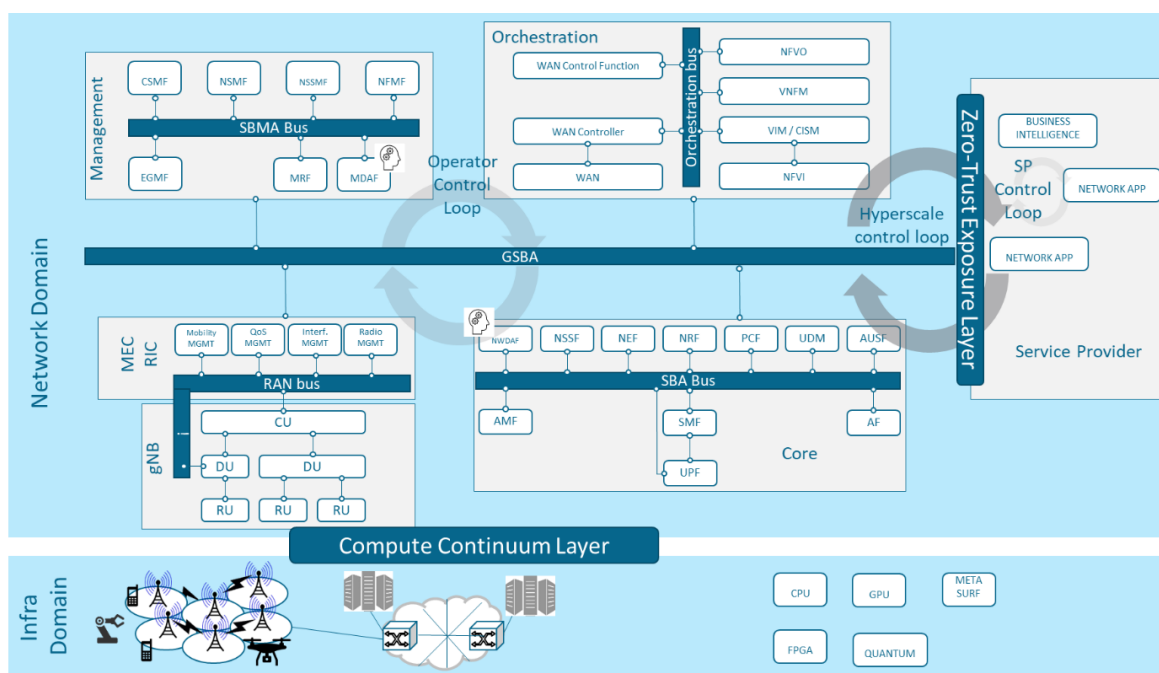 Network Domain
Management
CSMF
NSMF
NSSMF
NFMF
SBMA Bus
EGMF
MRF
MDAF
Operator
Control
Loop
Orchestration
WAN Control Function
WAN Controller
WAN
Orchestration bus
NFVO
VNFM
VIM / CISM
NFVI
Hyperscale
control loop
Zero-Trust Exposure Layer
BUSINESS
INTELLIGENCE
SP
Control
Loop
NETWORK APP
NETWORK APP
Service Provider
GSBA
MEC
RIC
Mobility
MGMT
QoS
MGMT
Interf.
MGMT
Radio
MGMT
RAN bus
gNB
CU
DU
DU
RU
RU
RU
NWDAF
NSSF
NEF
NRF
PCF
UDM
AUSF
SBA Bus
AMF
SMF
AF
UPF
Core
Compute Continuum Layer
Infra
Domain
CPU
GPU
META
SURF
FPGA
QUANTUM